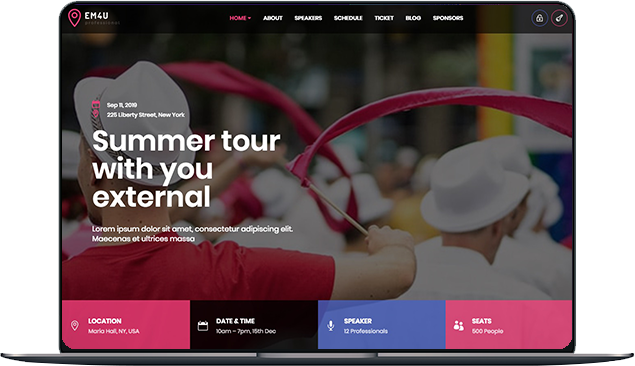 EM4U
HOME ABOUT SPEAKERS SCHEDULE TICKET BLOG SPONSORS
Sep 11, 2019
225 Liberty Street, New York
Summer tour
with you
external
Lorem ipsum dolor sit amet, consectetur adipiscing elit.
Maecenas et ultrices massa
LOCATION
Maria Hall, NY, USA
DATE & TIME
10am - 7pm, 15th Dec
SPEAKER
12 Professionals
SEATS
500 People